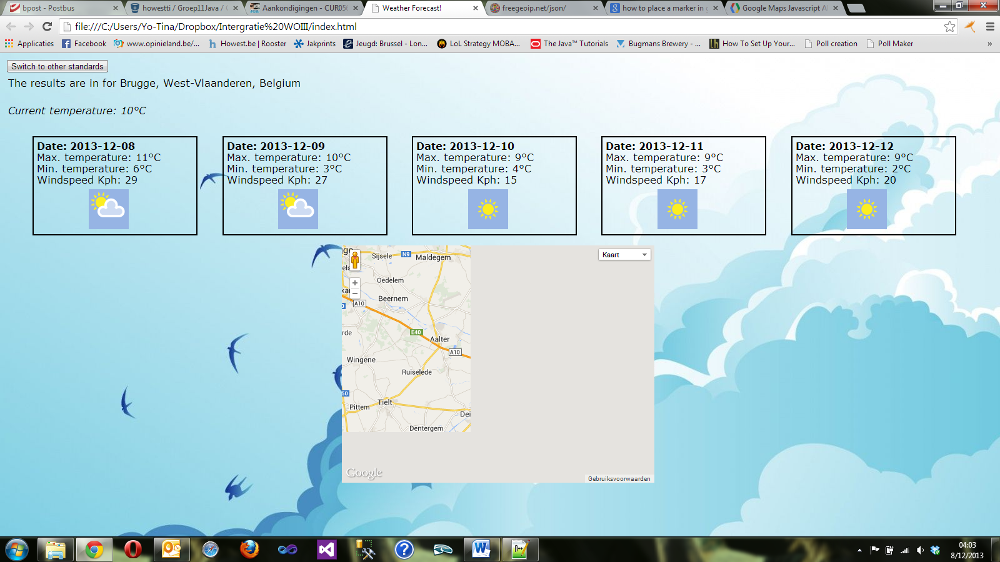 bpost - Postbus
howestti / Groep11Java / 
Aankondigingen - CUR05
Weather Forecast!
freegeoip.net/json/
how to place a marker in
Google Maps Javascript A
file:///C:/Users/Yo-Tina/Dropbox/Intergratie%20WOIII/index.html
Applicaties
Facebook
www.opinieland.be/...
Howest.be | Rooster
Jakprints
Jeugd: Brussel - Lon...
LoL Strategy MOBA...
The Java™ Tutorials
Bugmans Brewery - ...
How To Set Up Your...
Poll creation
Poll Maker
»
Switch to other standards
The results are in for Brugge, West-Vlaanderen, Belgium
Current temperature: 10°C
Date: 2013-12-08
Max. temperature: 11°C
Min. temperature: 6°C
Windspeed Kph: 29
Date: 2013-12-09
Max. temperature: 10°C
Min. temperature: 3°C
Windspeed Kph: 27
Date: 2013-12-10
Max. temperature: 9°C
Min. temperature: 4°C
Windspeed Kph: 15
Date: 2013-12-11
Max. temperature: 9°C
Min. temperature: 3°C
Windspeed Kph: 17
Date: 2013-12-12
Max. temperature: 9°C
Min. temperature: 2°C
Windspeed Kph: 20
Kaart
Sijsele
N9
Maldegem
Oedelem
Beernem
A10
E40
rde
Aalter
A10
Wingene
Ruiselede
50
Tielt
Pittem
Dei
Dentergem
Google
Gebruiksvoorwaarden
04:03
8/12/2013